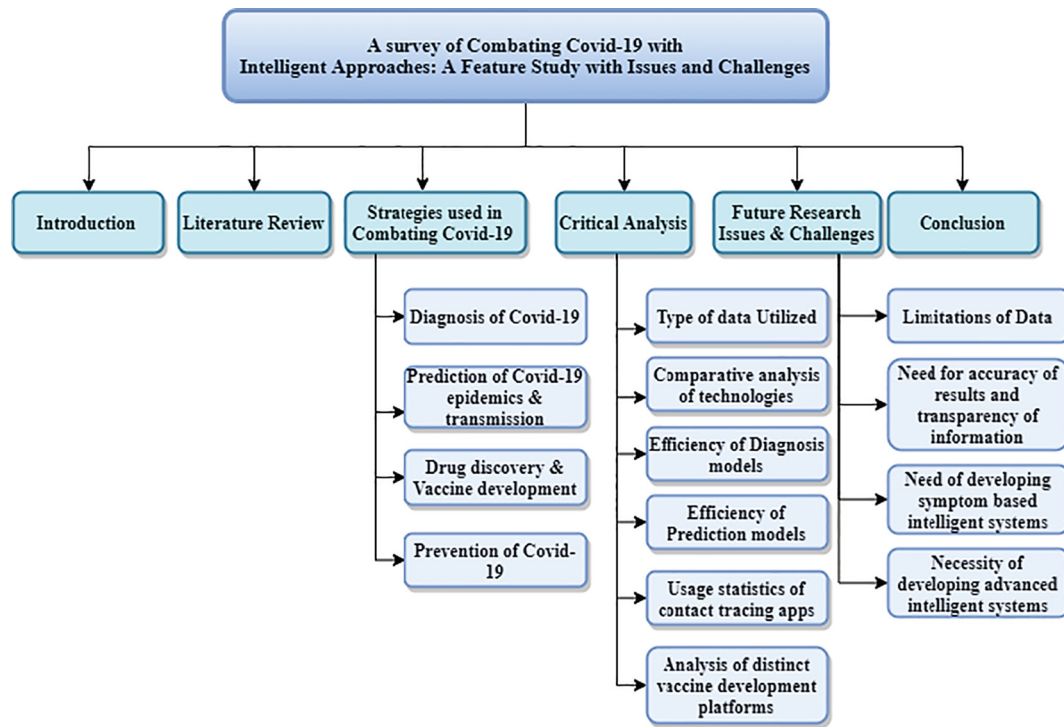 A survey of Combating Covid-19 with
Intelligent Approaches: A Feature Study with Issues and Challenges
Introduction
Literature Review
Strategies used in
Combating Covid-19
Critical Analysis
Future Research
Issues & Challenges
Conclusion
Diagnosis of Covid-19
Prediction of Covid-19
epidemics &
transmission
Drug discovery &
Vaccine development
Prevention of Covid-
19
Type of data Utilized
Comparative analysis
of technologies
Efficiency of Diagnosis
models
Efficiency of
Prediction models
Usage statistics of
contact tracing apps
Analysis of distinct
vaccine development
platforms
Limitations of Data
Need for accuracy of
results and
transparency of
information
Need of developing
symptom based
intelligent systems
Necessity of
developing advanced
intelligent systems